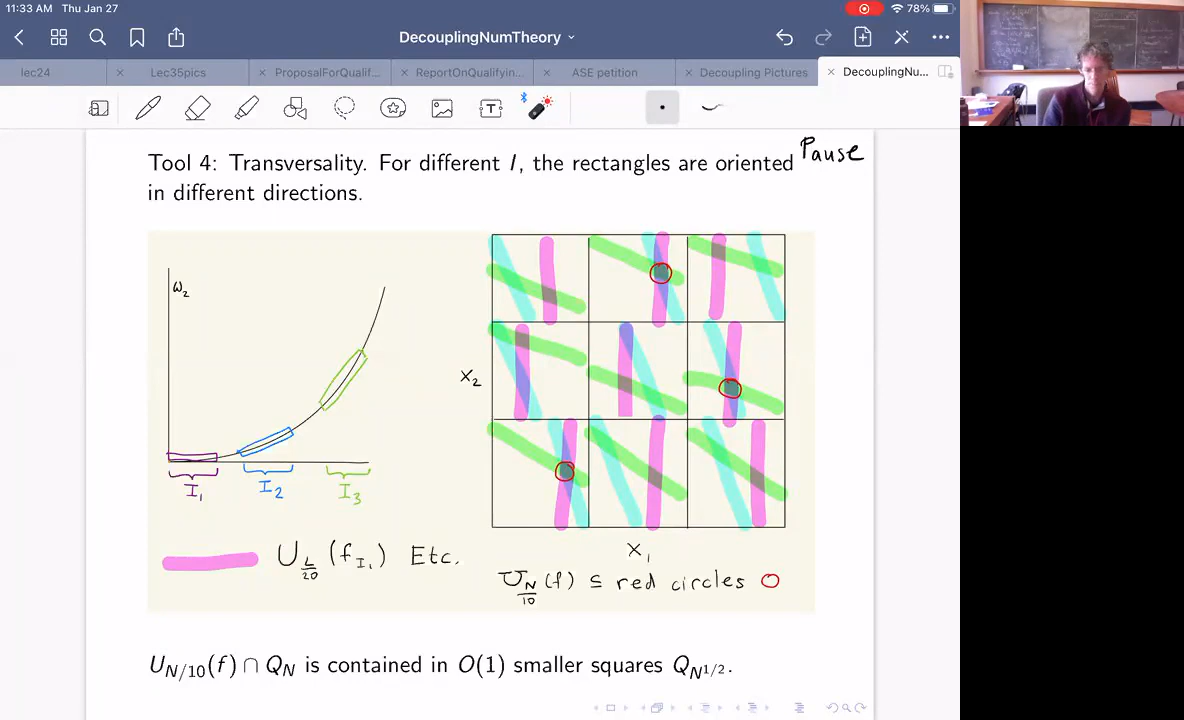 11:33 AM Thu Jan 27
78%
DecouplingNumTheory
lec24
Lec35pics
ProposalForQualif...
ReportOnQualifyin...
ASE petition
Decoupling Pictures
DecouplingNu...
Tool 4: Transversality. For different I, the rectangles are oriented
Pause
in different directions.
ω₂
x₂
I₁
I₂
I₃
x₁
U_{L/20}(f_{I₁}) Etc.
U_{N/10}(f) ⊆ red circles O
U_{N/10}(f) ∩ Q_N is contained in O(1) smaller squares Q_{N^{1/2}}.